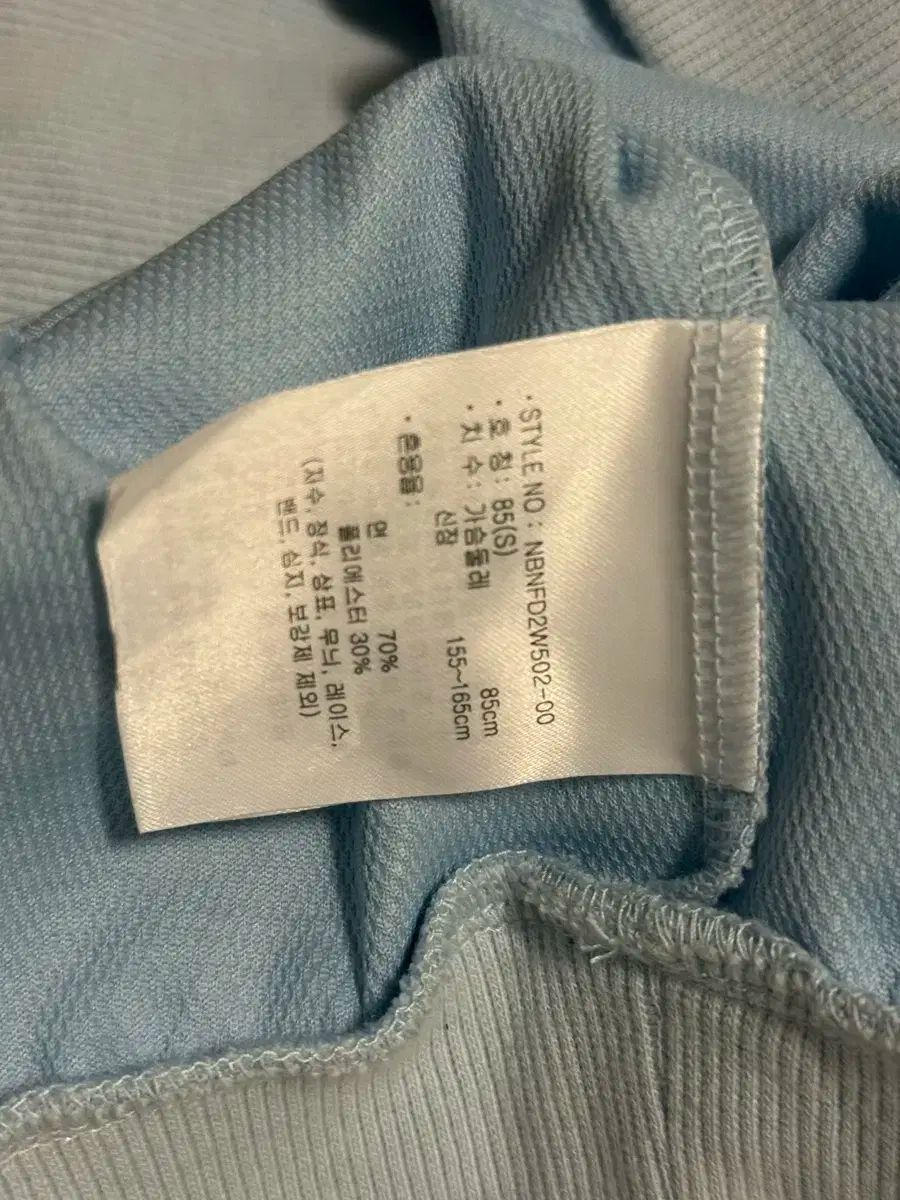 · STYLE NO : NBNFD2W502-00
· 호 칭 : 85(S)
· 치 수 : 가슴둘레 85cm
신장 155~165cm
· 혼용율 :
면 70%
폴리에스터 30%
(자수, 장식, 상표, 무늬, 레이스,
밴드, 심지, 보강제 제외)